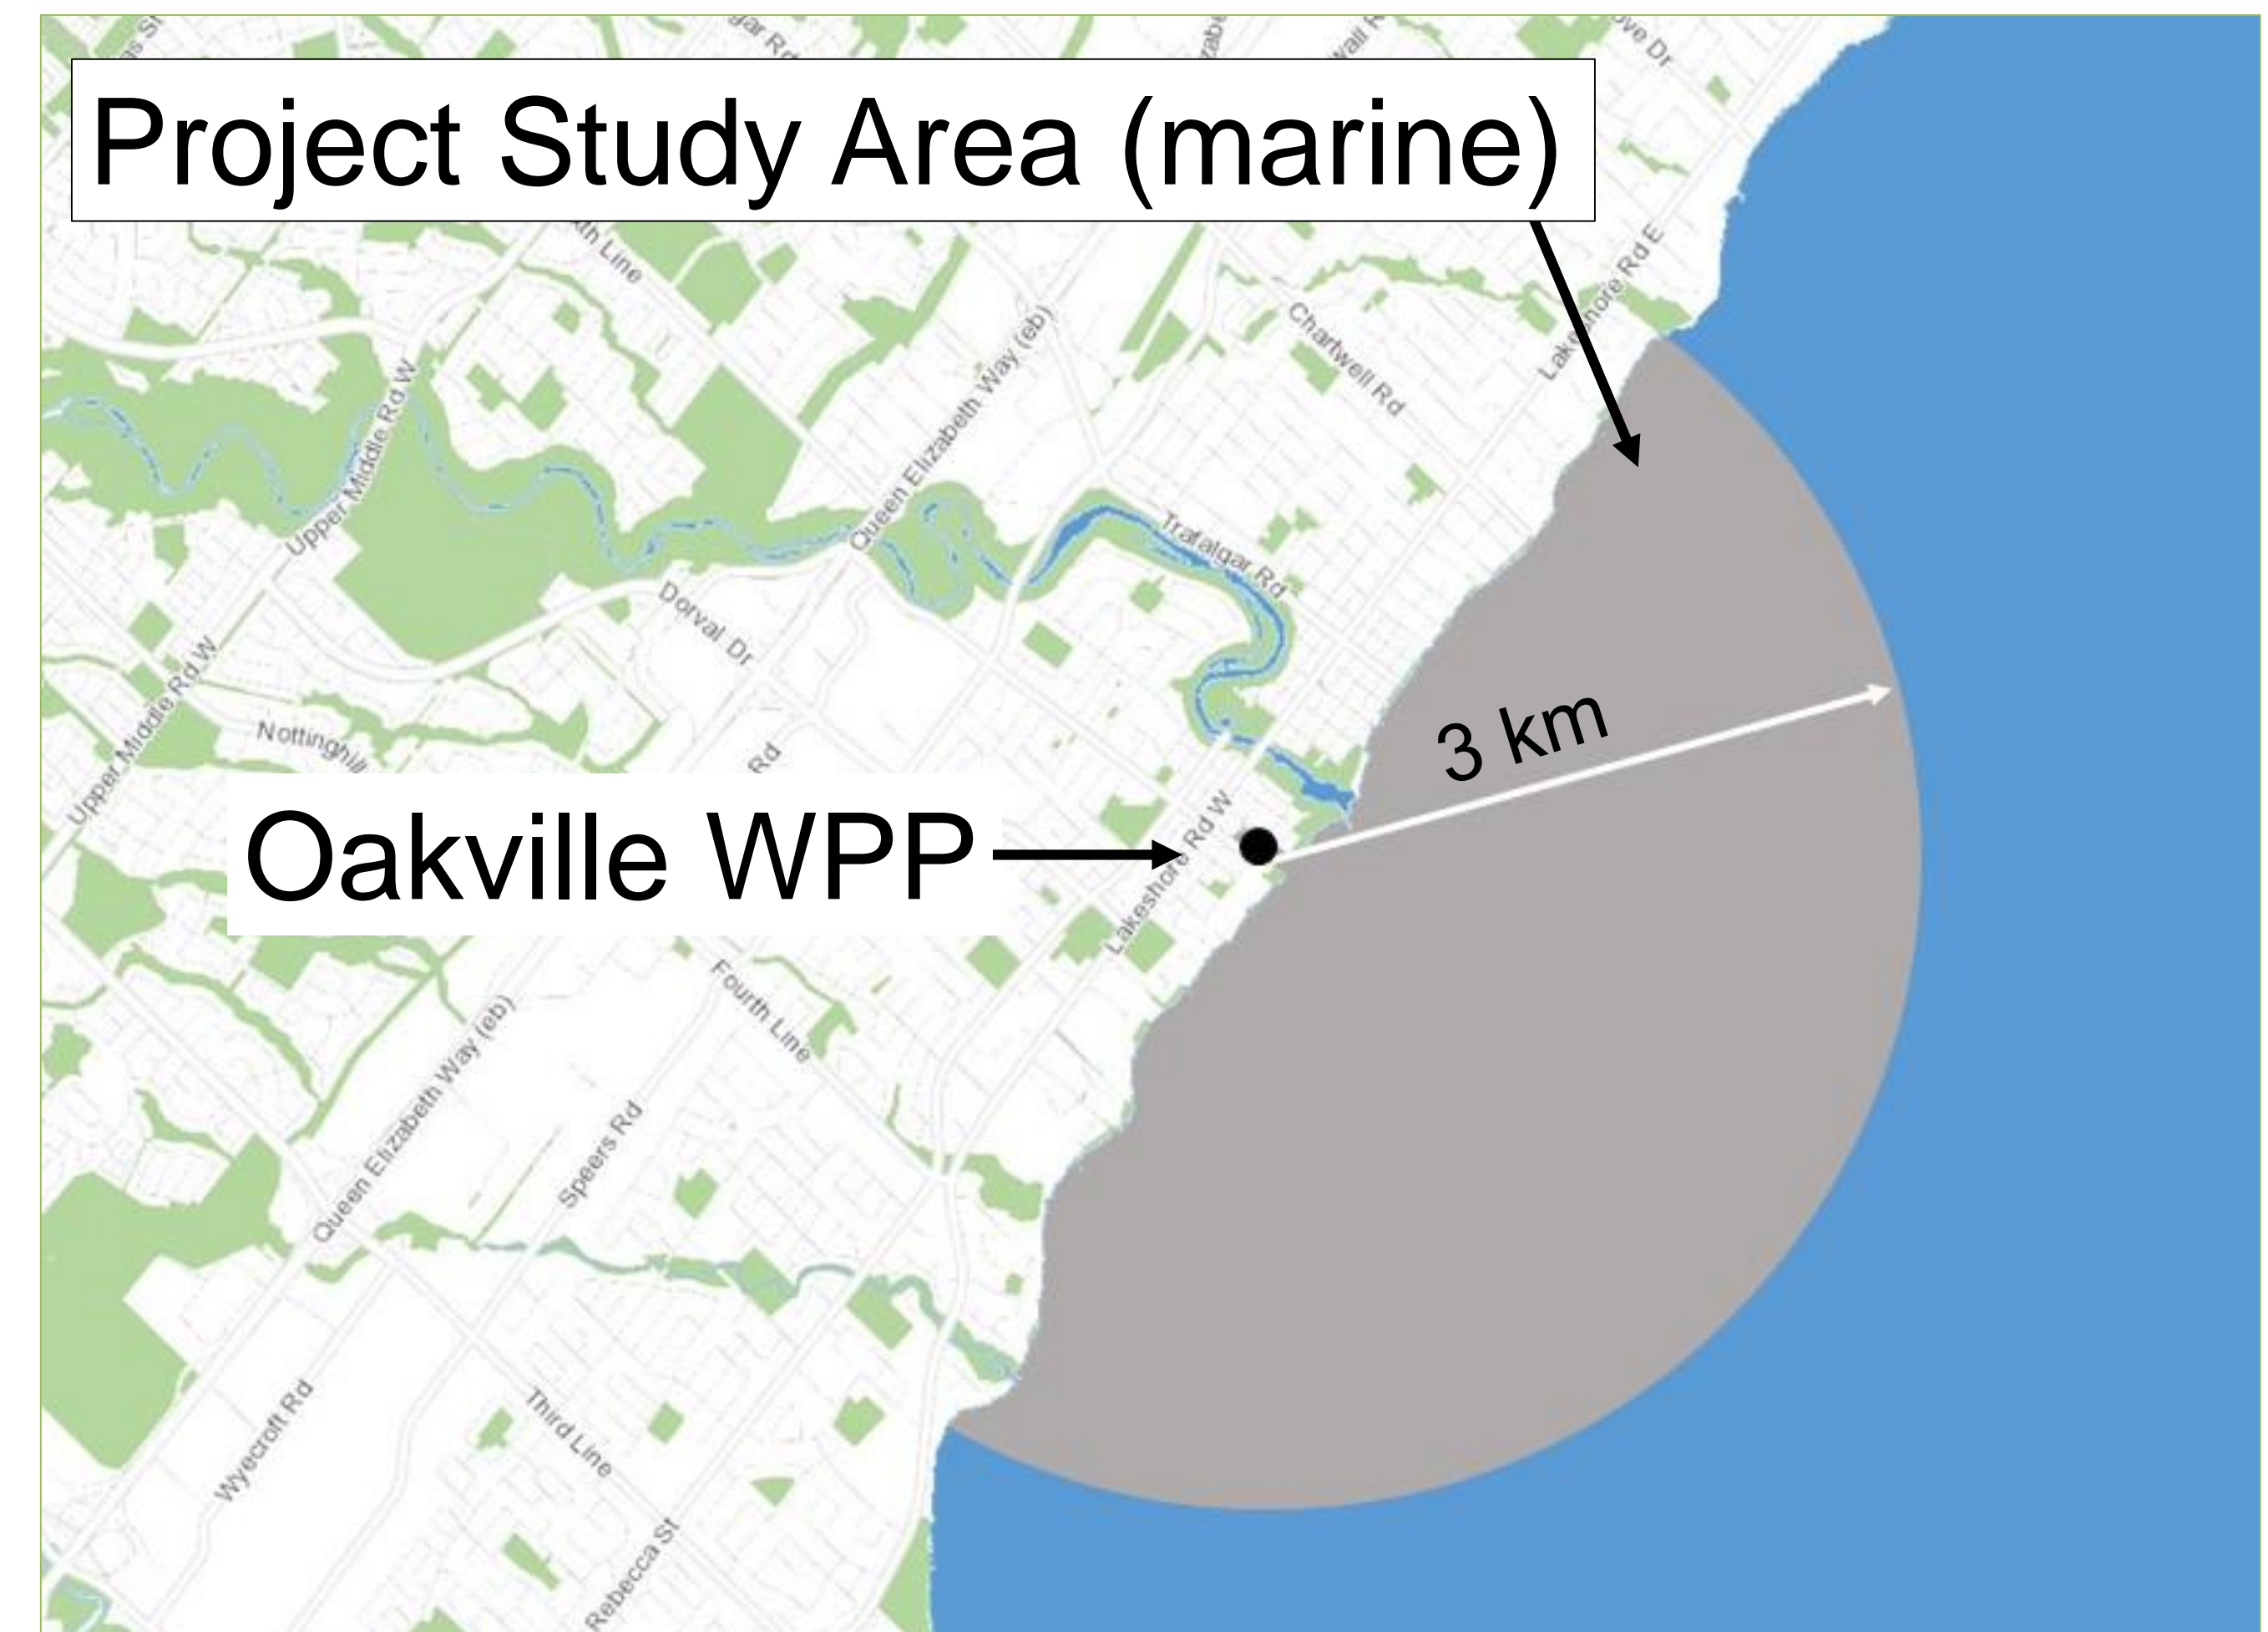 Project Study Area (marine)
Lakeshore Rd E
Chartwell Rd
Queen Elizabeth Way (eb)
Upper Middle Rd W
Trafalgar Rd
Dorval Dr
Upper Middle Rd W
3 km
Rd
Oakville WPP
Lakeshore Rd W
Fourth Line
Queen Elizabeth Way (eb)
Speers Rd
Wyecroft Rd
Third Line
Rebecca St